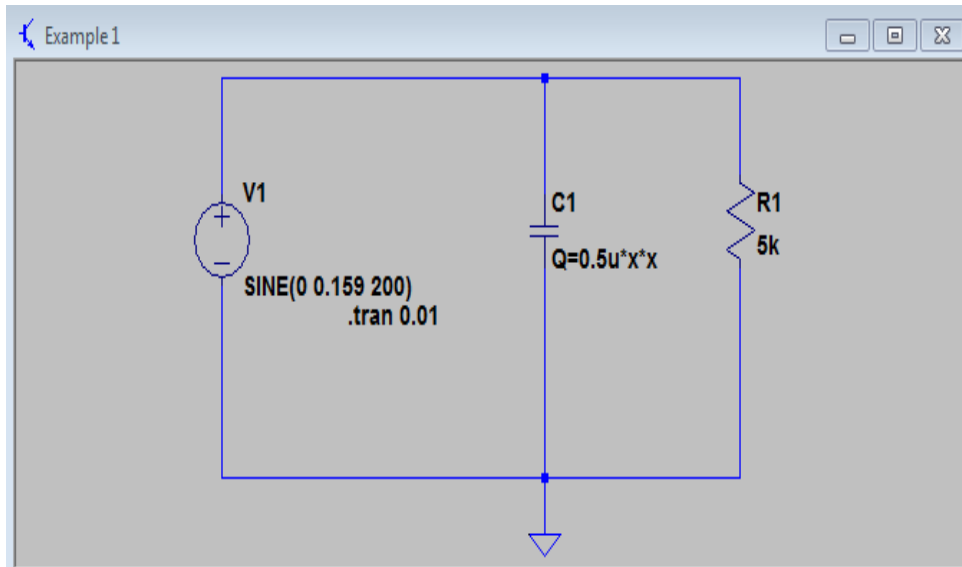 Example 1
V1
SINE(0 0.159 200)
.tran 0.01
C1
Q=0.5u*x*x
R1
5k